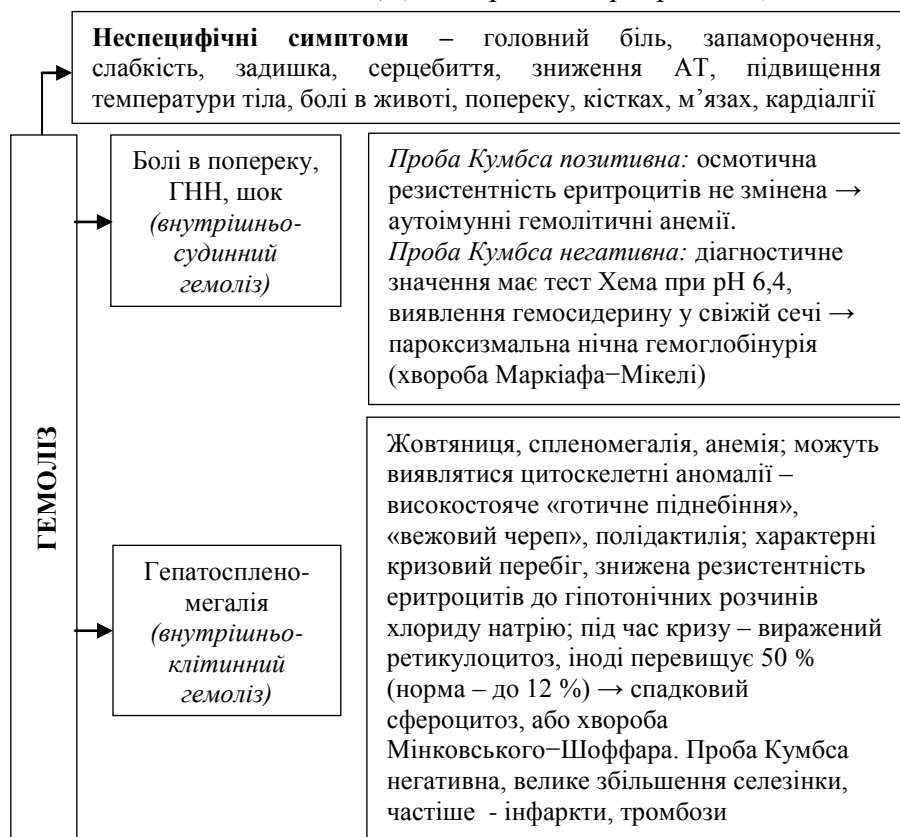 Неспецифічні симптоми – головний біль, запаморочення,
слабкість, задишка, серцебиття, зниження АТ, підвищення
температури тіла, болі в животі, попереку, кістках, м’язах, кардіалгії
ГЕМОЛІЗ
Болі в попереку,
ГНН, шок
(внутрішньо-
судинний
гемоліз)
Проба Кумбса позитивна: осмотична
резистентність еритроцитів не змінена →
аутоімунні гемолітичні анемії.
Проба Кумбса негативна: діагностичне
значення має тест Хема при рН 6,4,
виявлення гемосидерину у свіжій сечі →
пароксизмальна нічна гемоглобінурія
(хвороба Маркіафа−Мікелі)
Гепатоспленo-
мегалія
(внутрішньо-
клітинний
гемоліз)
Жовтяниця, спленомегалія, анемія; можуть
виявлятися цитоскелетні аномалії –
високостояче «готичне піднебіння»,
«вежовий череп», полідактилія; характерні
кризовий перебіг, знижена резистентність
еритроцитів до гіпотонічних розчинів
хлориду натрію; під час кризу – виражений
ретикулоцитоз, іноді перевищує 50 %
(норма – до 12 %) → спадковий
сфероцитоз, або хвороба
Мінковського−Шоффара. Проба Кумбса
негативна, велике збільшення селезінки,
частіше - інфаркти, тромбози